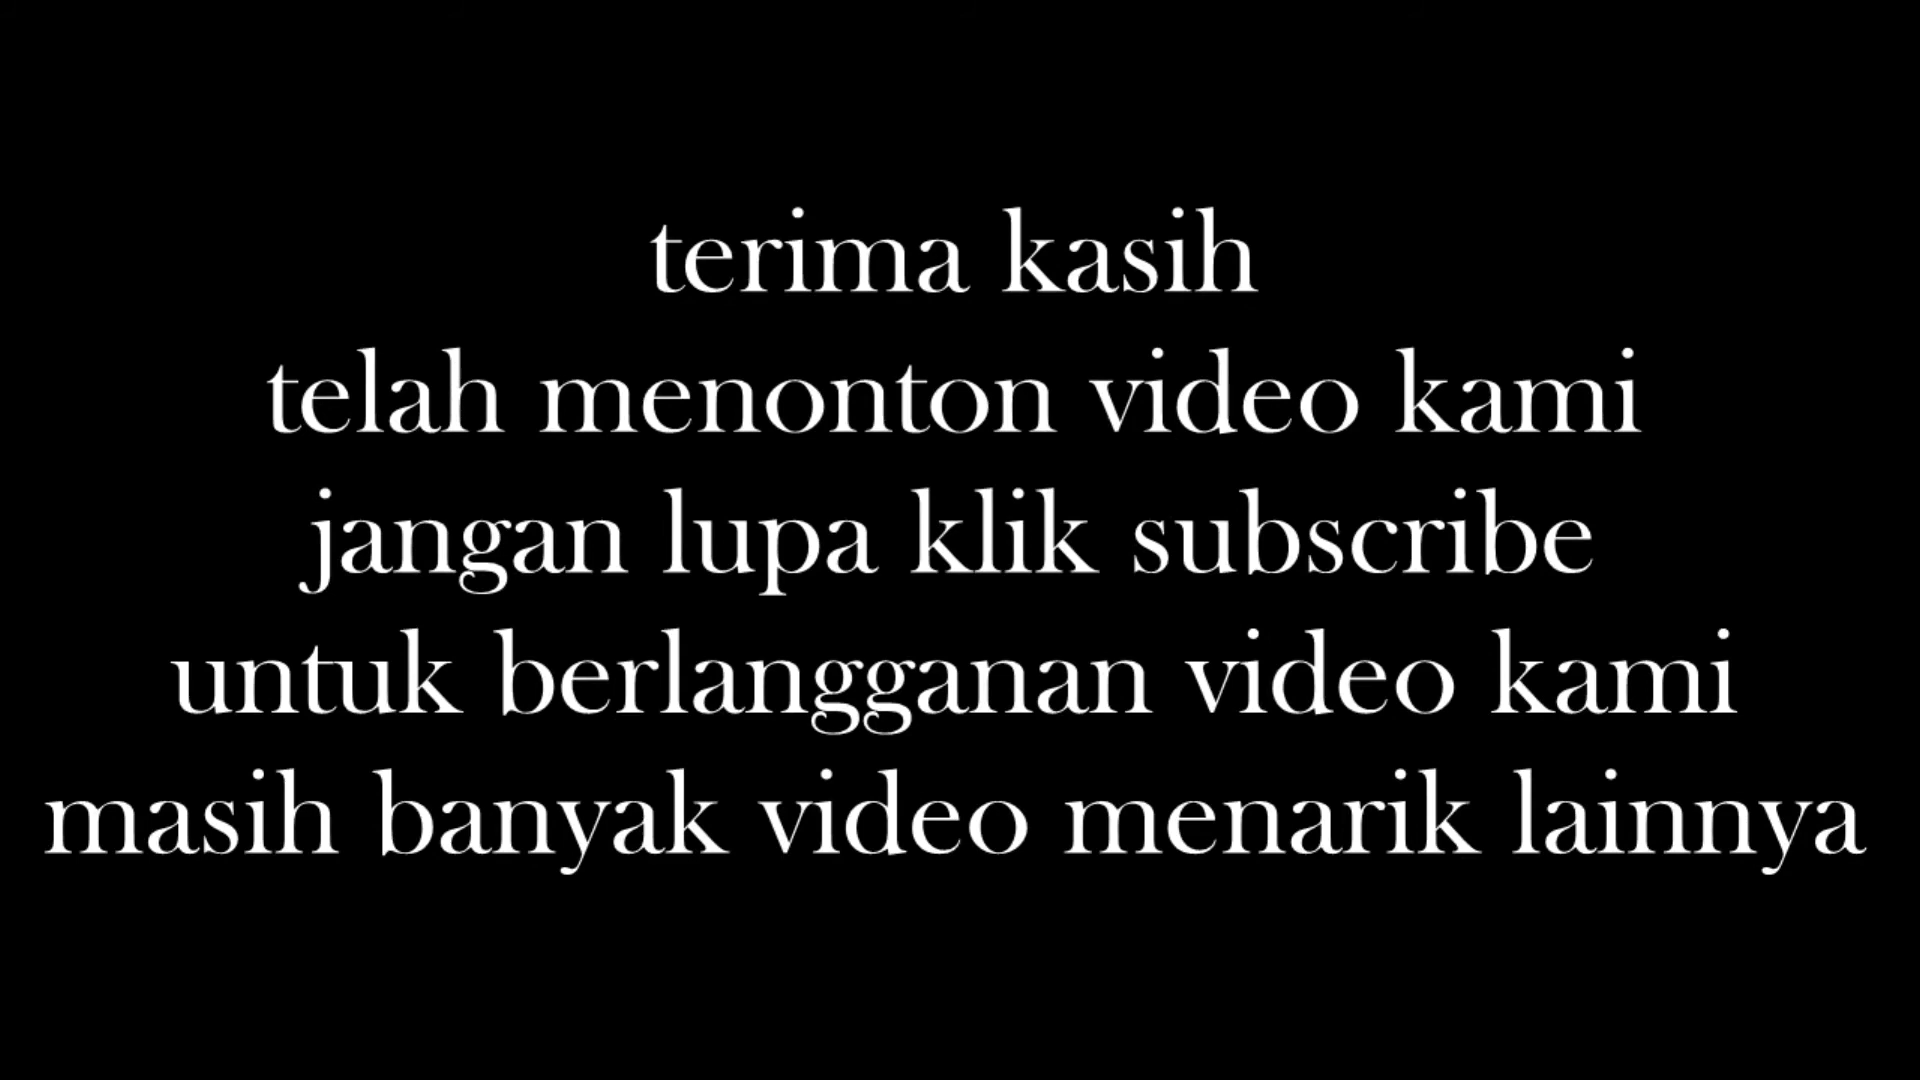 terima kasih
telah menonton video kami
jangan lupa klik subscribe
untuk berlangganan video kami
masih banyak video menarik lainnya